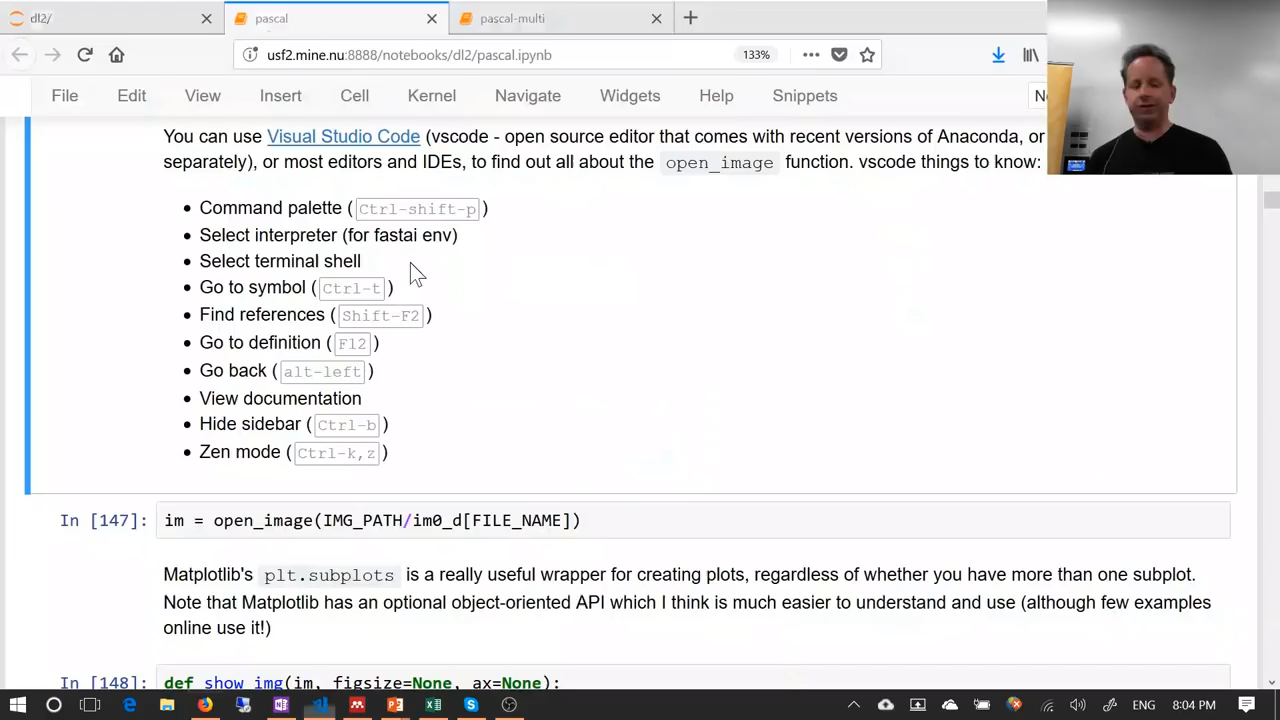 dl2/
pascal
pascal-multi
usf2.mine.nu:8888/notebooks/dl2/pascal.ipynb
133%
File Edit View Insert Cell Kernel Navigate Widgets Help Snippets
You can use Visual Studio Code (vscode - open source editor that comes with recent versions of Anaconda, or
separately), or most editors and IDEs, to find out all about the open_image function. vscode things to know:
Command palette ( Ctrl-shift-p )
Select interpreter (for fastai env)
Select terminal shell
Go to symbol ( Ctrl-t )
Find references ( Shift-F2 )
Go to definition ( F12 )
Go back ( alt-left )
View documentation
Hide sidebar ( Ctrl-b )
Zen mode ( Ctrl-k,z )
In [147]: im = open_image(IMG_PATH/im0_d[FILE_NAME])
Matplotlib's plt.subplots is a really useful wrapper for creating plots, regardless of whether you have more than one subplot.
Note that Matplotlib has an optional object-oriented API which I think is much easier to understand and use (although few examples
online use it!)
In [148]: def show_img(im, figsize=None, ax=None):
ENG 8:04 PM